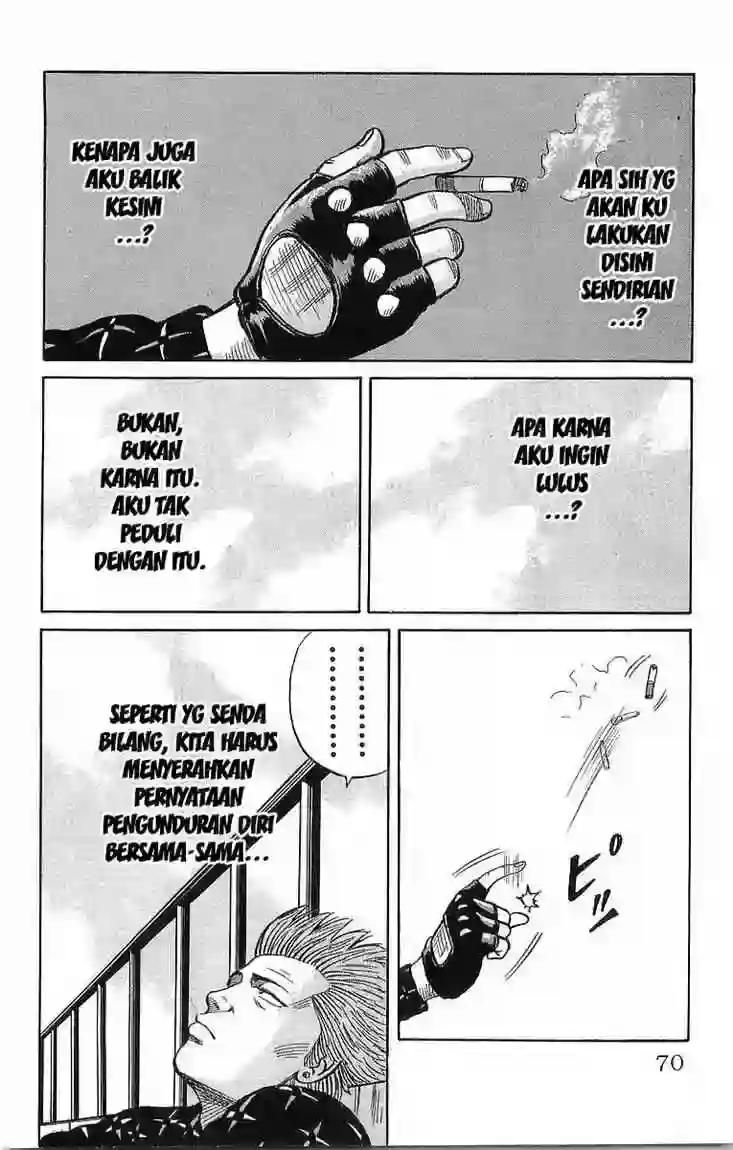 APA SIH YG
AKAN KU
LAKUKAN
DISINI
SENDIRIAN
...?
KENAPA JUGA
AKU BALIK
KESINI
...?
APA KARNA
AKU INGIN
LULUS
...?
BUKAN,
BUKAN
KARNA ITU.
AKU TAK
PEDULI
DENGAN ITU.
ピッ
SEPERTI YG SENDA
BILANG, KITA HARUS
MENYERAHKAN
PERNYATAAN
PENGUNDURAN DIRI
BERSAMA-SAMA...
70